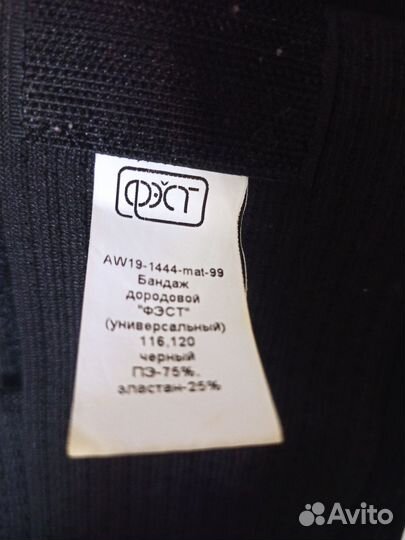 ФЭСТ
AW19-1444-mat-99
Бандаж
дородовой
"ФЭСТ"
(универсальный)
116,120
черный
ПЭ-75%.
эластан-25%
Avito